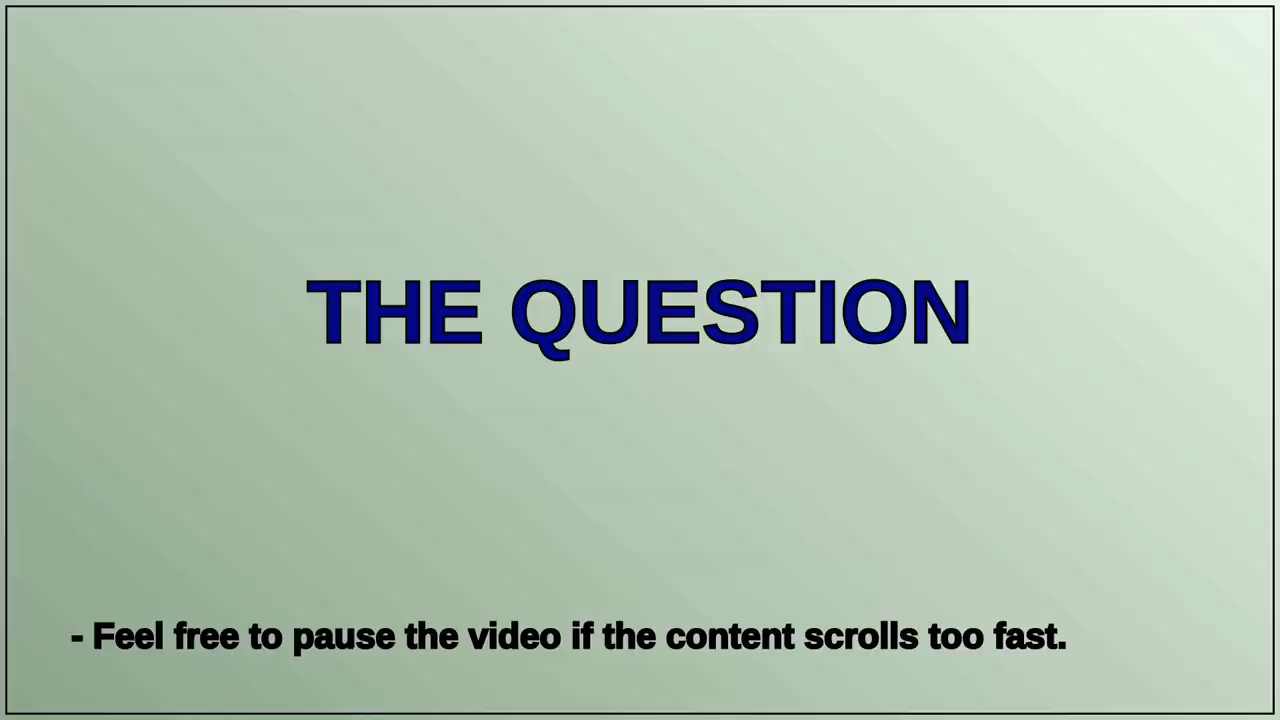 THE QUESTION
- Feel free to pause the video if the content scrolls too fast.